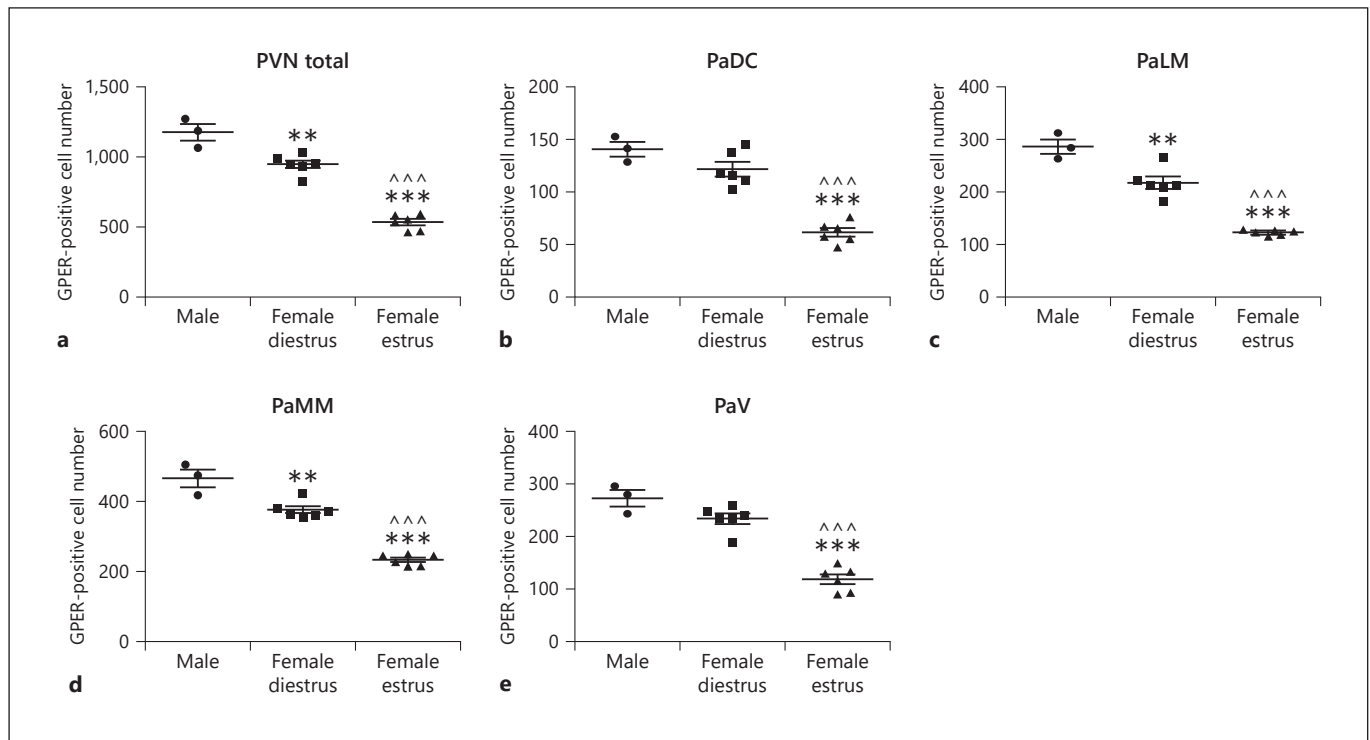 PVN total
GPER-positive cell number
1,500
1,000
500
0
**
^^^
***
Male
Female diestrus
Female estrus
a
PaDC
GPER-positive cell number
200
150
100
50
0
^^^
***
Male
Female diestrus
Female estrus
b
PaLM
GPER-positive cell number
400
300
200
100
0
**
^^^
***
Male
Female diestrus
Female estrus
c
PaMM
GPER-positive cell number
600
400
200
0
**
^^^
***
Male
Female diestrus
Female estrus
d
PaV
GPER-positive cell number
400
300
200
100
0
^^^
***
Male
Female diestrus
Female estrus
e